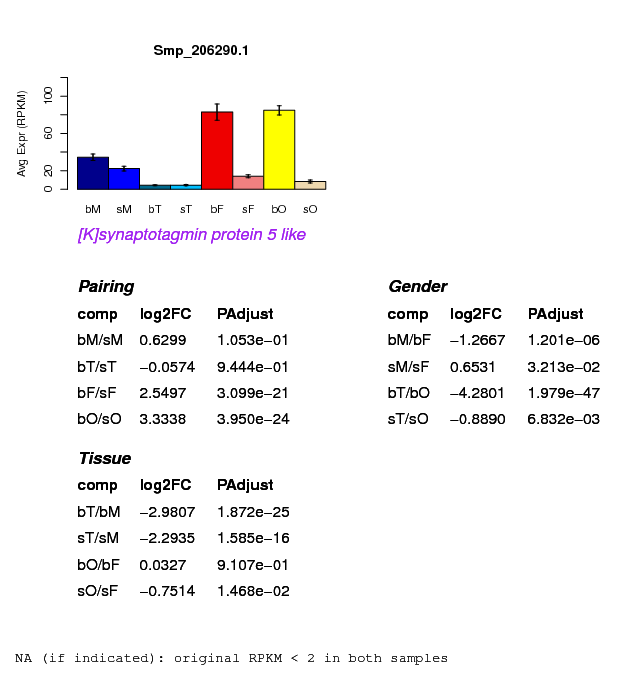 Smp_206290.1
Avg Expr (RPKM)
0 20 60 100
bM sM bT sT bF sF bO sO
[K]synaptotagmin protein 5 like
Pairing
comp log2FC PAdjust
bM/sM 0.6299 1.053e−01
bT/sT −0.0574 9.444e−01
bF/sF 2.5497 3.099e−21
bO/sO 3.3338 3.950e−24
Gender
comp log2FC PAdjust
bM/bF −1.2667 1.201e−06
sM/sF 0.6531 3.213e−02
bT/bO −4.2801 1.979e−47
sT/sO −0.8890 6.832e−03
Tissue
comp log2FC PAdjust
bT/bM −2.9807 1.872e−25
sT/sM −2.2935 1.585e−16
bO/bF 0.0327 9.107e−01
sO/sF −0.7514 1.468e−02
NA (if indicated): original RPKM < 2 in both samples